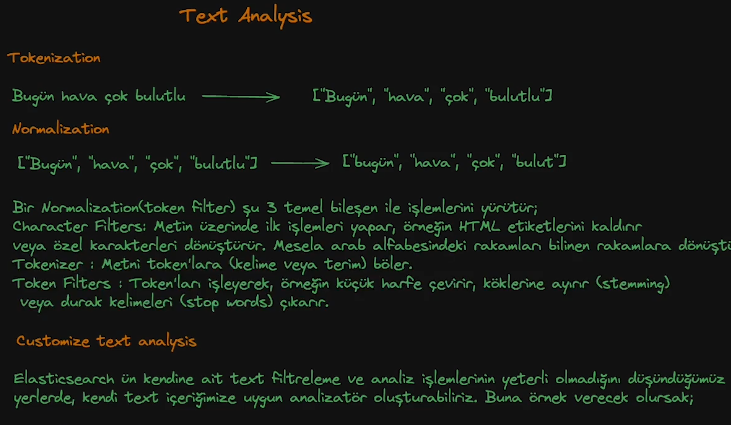 Text Analysis
Tokenization
Bugün hava çok bulutlu → ["Bugün", "hava", "çok", "bulutlu"]
Normalization
["Bugün", "hava", "çok", "bulutlu"] → ["bugün", "hava", "çok", "bulut"]
Bir Normalization(token filter) şu 3 temel bileşen ile işlemlerini yürütür;
Character Filters: Metin üzerinde ilk işlemleri yapar, örneğin HTML etiketlerini kaldırır
veya özel karakterleri dönüştürür. Mesela arab alfabesindeki rakamları bilinen rakamlara dönüştü
Tokenizer : Metni token'lara (kelime veya terim) böler.
Token Filters : Token'ları işleyerek, örneğin küçük harfe çevirir, köklerine ayırır (stemming)
veya durak kelimeleri (stop words) çıkarır.
Customize text analysis
Elasticsearch ün kendine ait text filtreleme ve analiz işlemlerinin yeterli olmadığını düşündüğümüz
yerlerde, kendi text içeriğimize uygun analizatör oluşturabiliriz. Buna örnek verecek olursak;